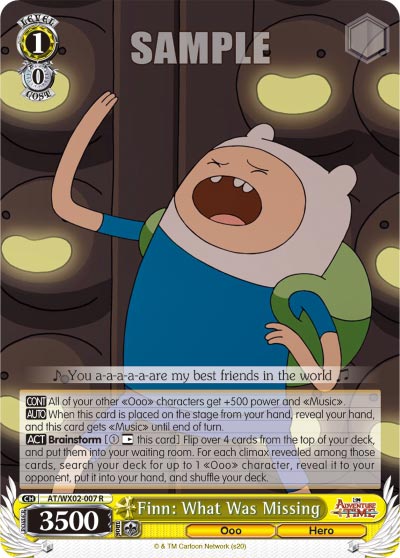 LEVEL
1
0
COST
SAMPLE
♪You a-a-a-a-a-are my best friends in the world ♫
CONT All of your other «Ooo» characters get +500 power and «Music».
AUTO When this card is placed on the stage from your hand, reveal your hand,
and this card gets «Music» until end of turn.
ACT Brainstorm [① this card] Flip over 4 cards from the top of your deck,
and put them into your waiting room. For each climax revealed among those
cards, search your deck for up to 1 «Ooo» character, reveal it to your
opponent, put it into your hand, and shuffle your deck.
CH AT/WX02-007 R
POWER 3500
SOUL
Finn: What Was Missing
ADVENTURE TIME
Ooo Hero
© & TM Cartoon Network (s20)